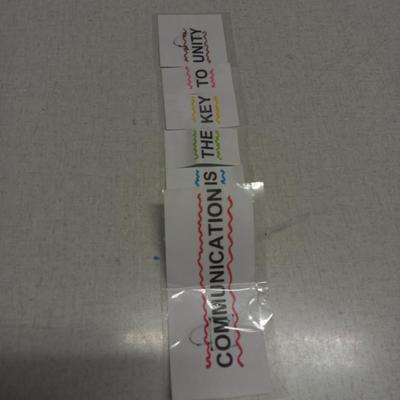 COMMUNICATION IS THE KEY TO UNITY